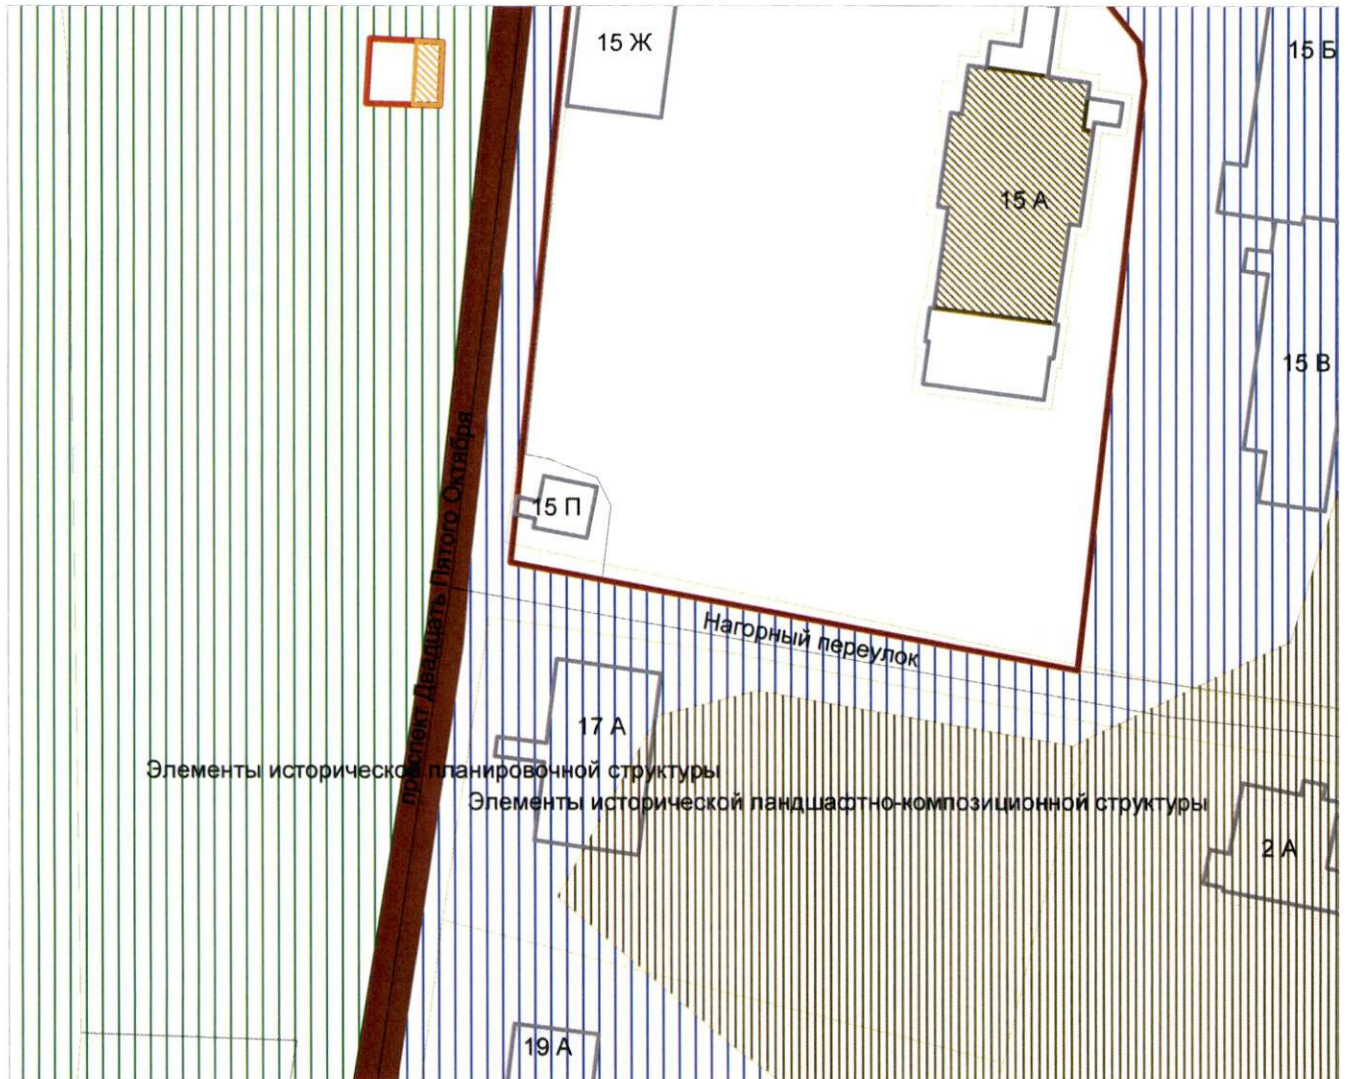 15 Ж
15 Б
15 А
15 В
проспект Двадцать Пятого Октября
15 П
Нагорный переулок
17 А
Элементы исторической планировочной структуры
Элементы исторической ландшафтно-композиционной структуры
2 А
19 А